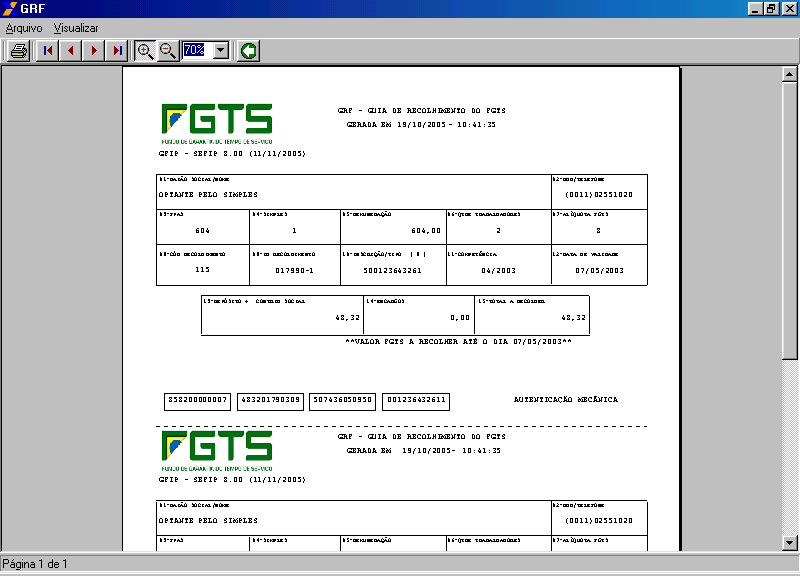 GRF
Arquivo Visualizar
70%
FGTS
FUNDO DE GARANTIA DO TEMPO DE SERVIÇO
GRF - GUIA DE RECOLHIMENTO DO FGTS
GERADA EM 19/10/2005 - 10:41:35
GFIP - SEFIP 8.00 (11/11/2005)
01-RAZÃO SOCIAL/NOME 02-DDD/TELEFONE
OPTANTE PELO SIMPLES (0011)02551020
03-FPAS 04-SIMPLES 05-REMUNERAÇÃO 06-QTDE TRABALHADORES 07-ALÍQUOTA FGTS
604 1 604,00 2 8
08-CÓD RECOLHIMENTO 09-ID RECOLHIMENTO 10-INSCRIÇÃO/TIPO ( 8 ) 11-COMPETÊNCIA 12-DATA DE VALIDADE
115 017990-1 500123643261 04/2003 07/05/2003
13-DEPÓSITO + CONTRIB SOCIAL 14-ENCARGOS 15-TOTAL A RECOLHER
48,32 0,00 48,32
**VALOR FGTS A RECOLHER ATÉ O DIA 07/05/2003**
858200000007 483201790309 507436050950 001236432611 AUTENTICAÇÃO MECÂNICA
FGTS
FUNDO DE GARANTIA DO TEMPO DE SERVIÇO
GRF - GUIA DE RECOLHIMENTO DO FGTS
GERADA EM 19/10/2005- 10:41:35
GFIP - SEFIP 8.00 (11/11/2005)
01-RAZÃO SOCIAL/NOME 02-DDD/TELEFONE
OPTANTE PELO SIMPLES (0011)02551020
03-FPAS 04-SIMPLES 05-REMUNERAÇÃO 06-QTDE TRABALHADORES 07-ALÍQUOTA FGTS
Página 1 de 1